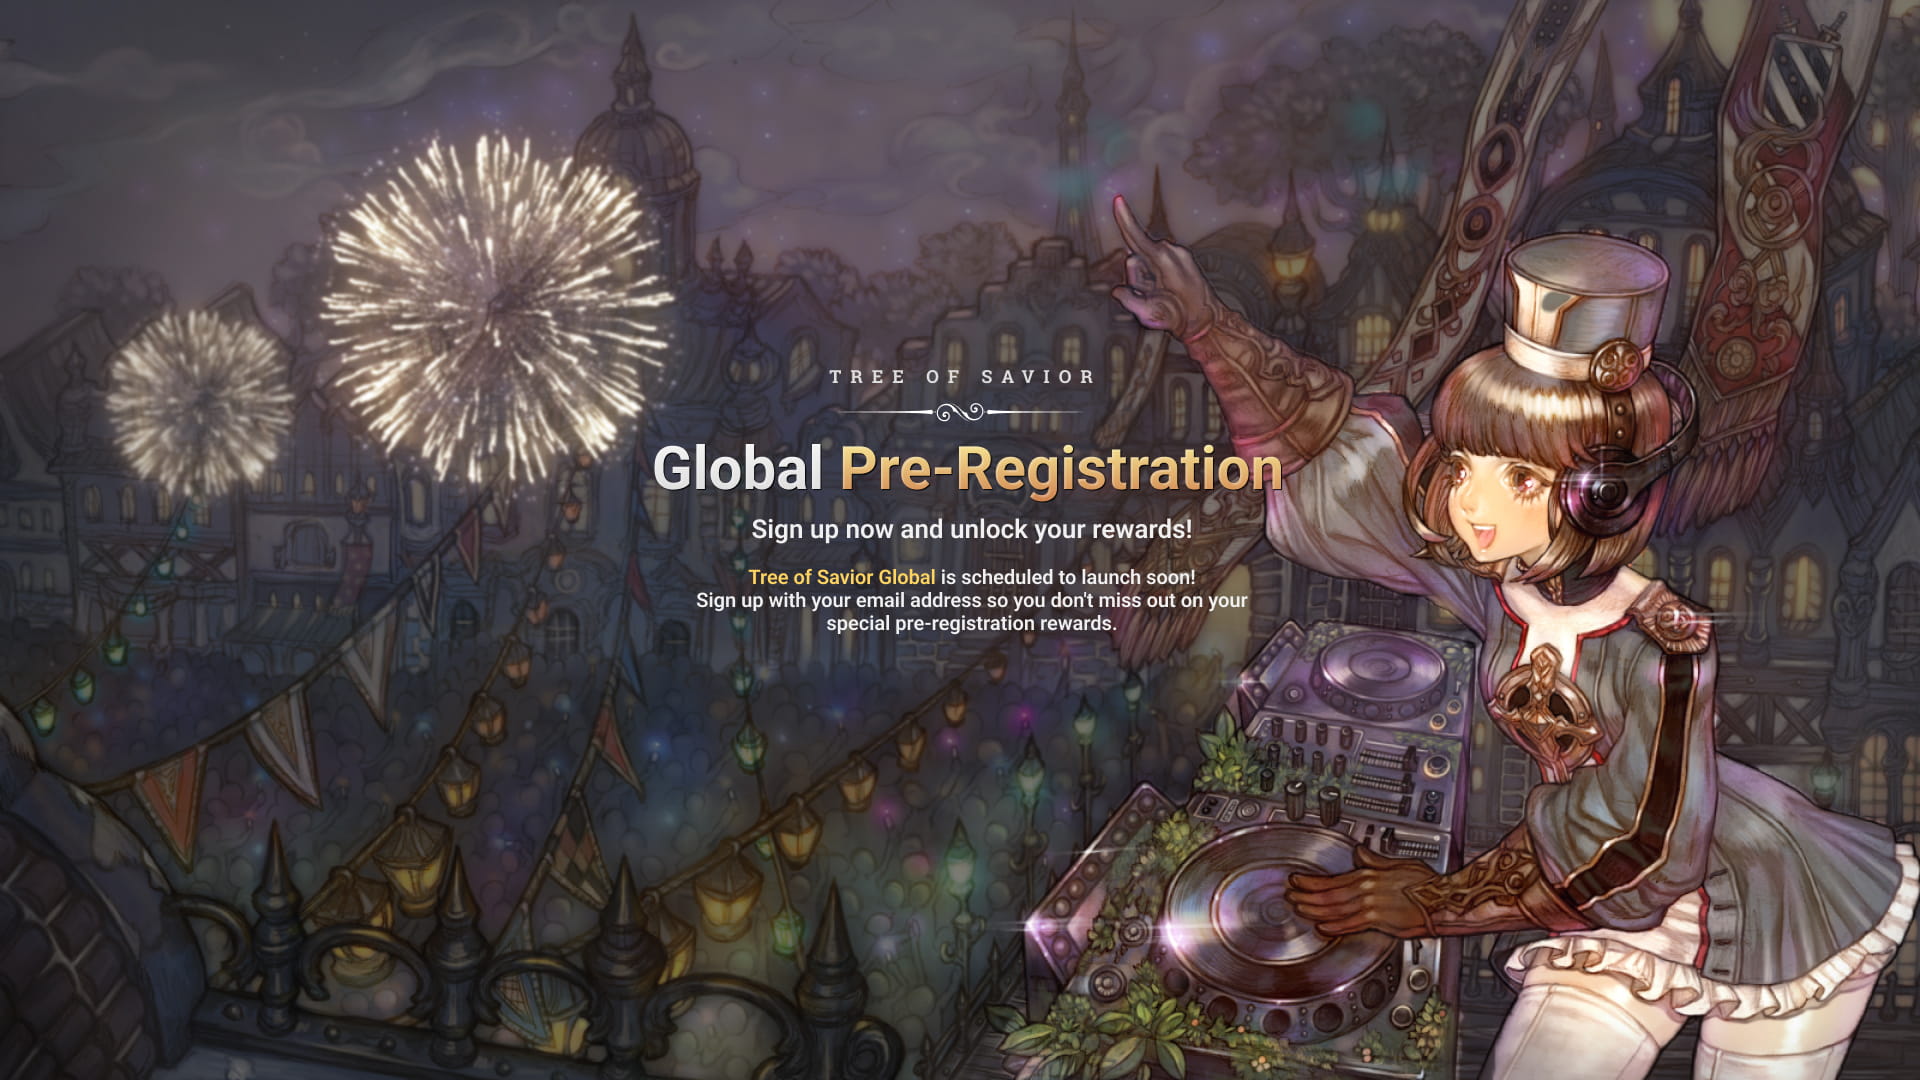 TREE OF SAVIOR
Global Pre-Registration
Sign up now and unlock your rewards!
Tree of Savior Global is scheduled to launch soon!
Sign up with your email address so you don't miss out on your
special pre-registration rewards.